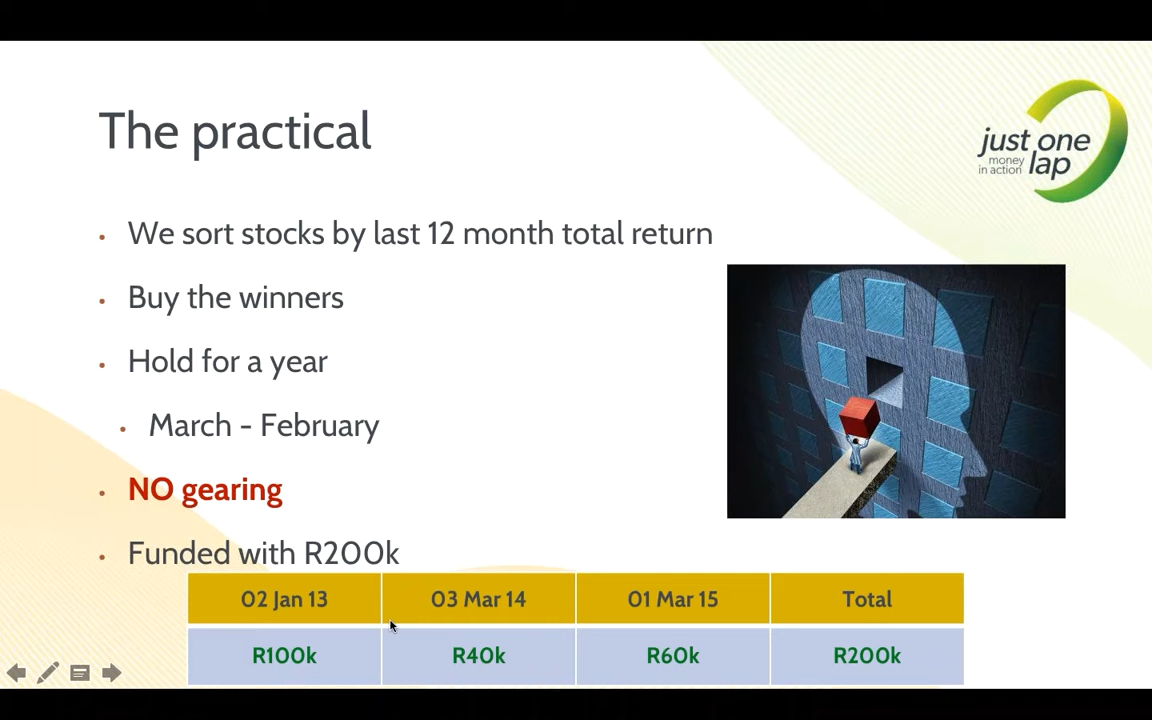 The practical
just one
money
in action lap
We sort stocks by last 12 month total return
Buy the winners
Hold for a year
March - February
NO gearing
Funded with R200k
02 Jan 13 03 Mar 14 01 Mar 15 Total
R100k R40k R60k R200k